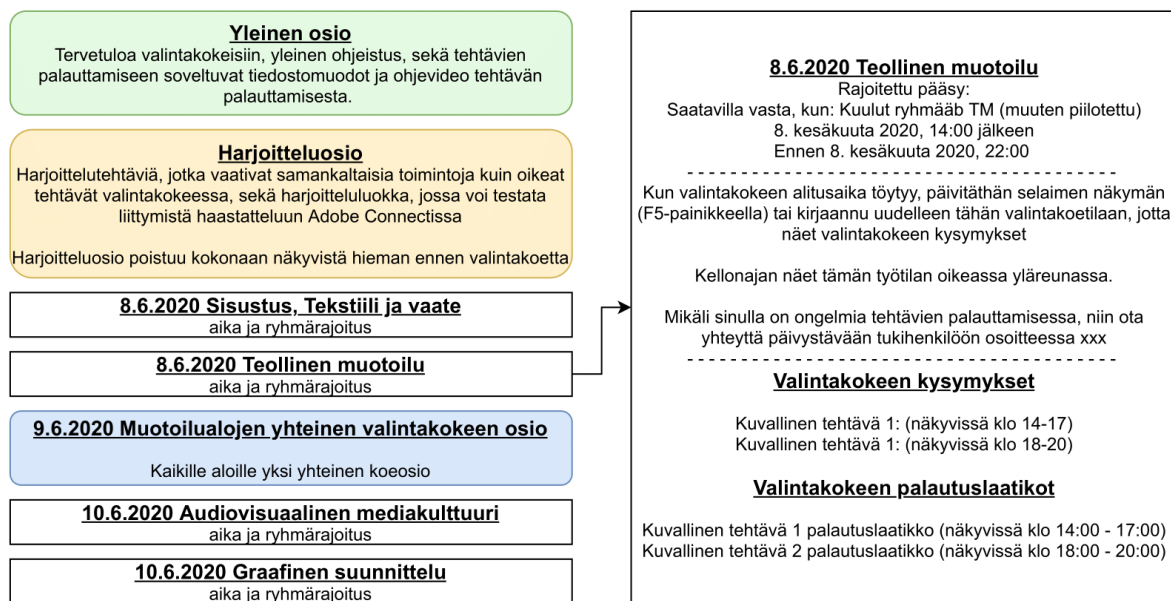 Yleinen osio
Tervetuloa valintakokeisiin, yleinen ohjeistus, sekä tehtävien
palauttamiseen soveltuvat tiedostomuodot ja ohjevideo tehtävän
palauttamisesta.
Harjoitteluosio
Harjoittelutehtäviä, jotka vaativat samankaltaisia toimintoja kuin oikeat
tehtävät valintakokeessa, sekä harjoitteluluokka, jossa voi testata
liittymistä haastatteluun Adobe Connectissa
Harjoitteluosio poistuu kokonaan näkyvistä hieman ennen valintakoetta
8.6.2020 Sisustus, Tekstiili ja vaate
aika ja ryhmärajoitus
8.6.2020 Teollinen muotoilu
aika ja ryhmärajoitus
9.6.2020 Muotoilualojen yhteinen valintakokeen osio
Kaikille aloille yksi yhteinen koeosio
10.6.2020 Audiovisuaalinen mediakulttuuri
aika ja ryhmärajoitus
10.6.2020 Graafinen suunnittelu
aika ja ryhmärajoitus
8.6.2020 Teollinen muotoilu
Rajoitettu pääsy:
Saatavilla vasta, kun: Kuulut ryhmääb TM (muuten piilotettu)
8. kesäkuuta 2020, 14:00 jälkeen
Ennen 8. kesäkuuta 2020, 22:00
Kun valintakokeen alitusaika töytyy, päivitäthän selaimen näkymän
(F5-painikkeella) tai kirjaannu uudelleen tähän valintakoetilaan, jotta
näet valintakokeen kysymykset
Kellonajan näet tämän työtilan oikeassa yläreunassa.
Mikäli sinulla on ongelmia tehtävien palauttamisessa, niin ota
yhteyttä päivystävään tukihenkilöön osoitteessa xxx
Valintakokeen kysymykset
Kuvallinen tehtävä 1: (näkyvissä klo 14-17)
Kuvallinen tehtävä 1: (näkyvissä klo 18-20)
Valintakokeen palautuslaatikot
Kuvallinen tehtävä 1 palautuslaatikko (näkyvissä klo 14:00 - 17:00)
Kuvallinen tehtävä 2 palautuslaatikko (näkyvissä klo 18:00 - 20:00)